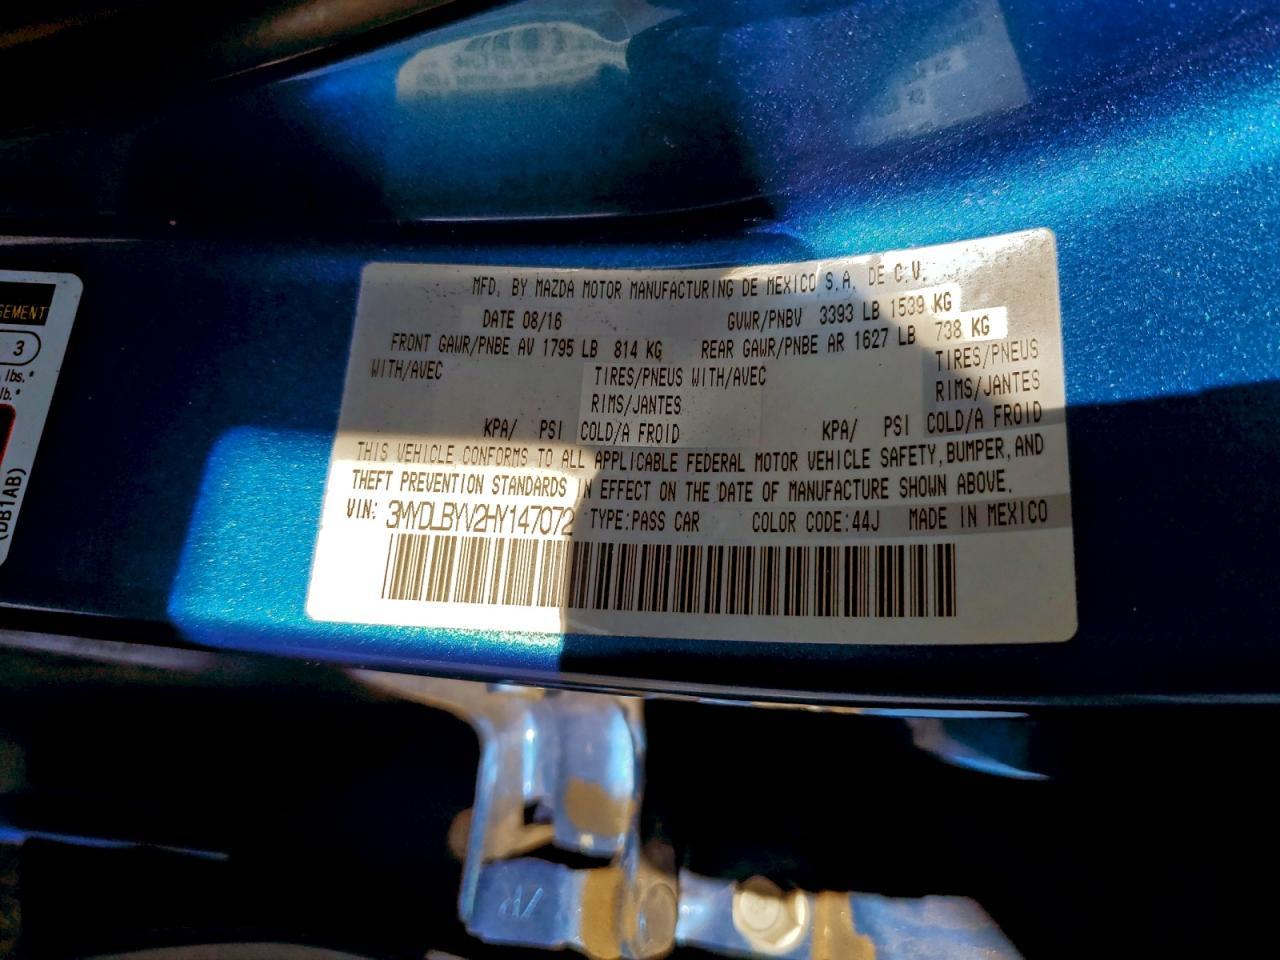 MFD. BY MAZDA MOTOR MANUFACTURING DE MEXICO S.A. DE C.V.
DATE 08/16 GVWR/PNBV 3393 LB 1539 KG
FRONT GAWR/PNBE AV 1795 LB 814 KG REAR GAWR/PNBE AR 1627 LB 738 KG
WITH/AVEC TIRES/PNEUS WITH/AVEC TIRES/PNEUS
RIMS/JANTES RIMS/JANTES
KPA/ PSI COLD/A FROID KPA/ PSI COLD/A FROID
THIS VEHICLE CONFORMS TO ALL APPLICABLE FEDERAL MOTOR VEHICLE SAFETY, BUMPER, AND
THEFT PREVENTION STANDARDS IN EFFECT ON THE DATE OF MANUFACTURE SHOWN ABOVE.
VIN: 3MYDLBYV2HY147072 TYPE:PASS CAR COLOR CODE:44J MADE IN MEXICO
3
lbs.*
lb.*
(DB1AB)